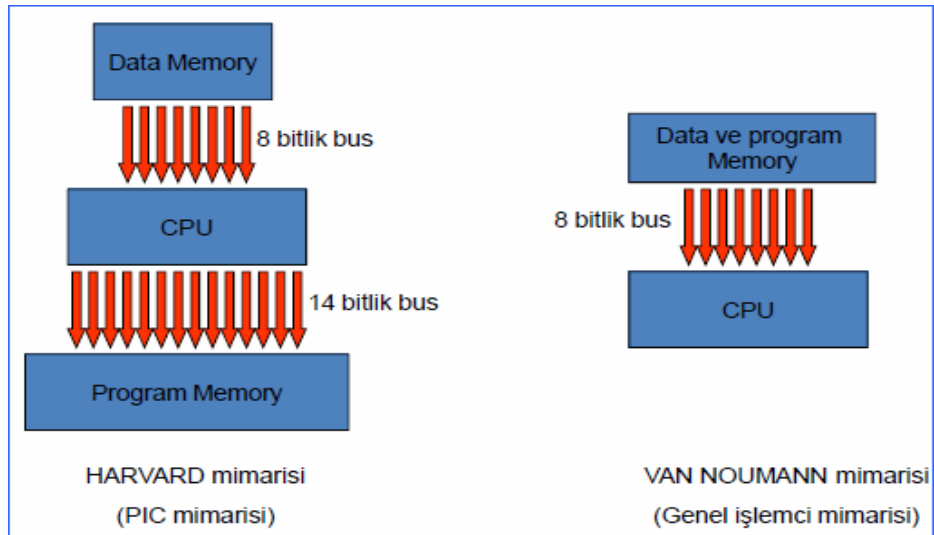 Data Memory
8 bitlik bus
CPU
14 bitlik bus
Program Memory
HARVARD mimarisi
(PIC mimarisi)
Data ve program
Memory
8 bitlik bus
CPU
VAN NOUMANN mimarisi
(Genel işlemci mimarisi)